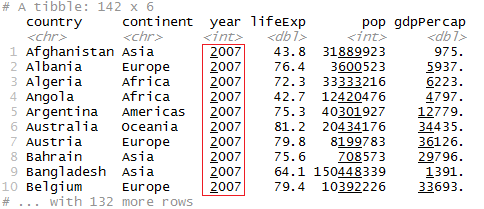 # A tibble: 142 x 6
country continent year lifeExp pop gdpPercap
<chr> <chr> <int> <dbl> <int> <dbl>
1 Afghanistan Asia 2007 43.8 31889923 975.
2 Albania Europe 2007 76.4 3600523 5937.
3 Algeria Africa 2007 72.3 33333216 6223.
4 Angola Africa 2007 42.7 12420476 4797.
5 Argentina Americas 2007 75.3 40301927 12779.
6 Australia Oceania 2007 81.2 20434176 34435.
7 Austria Europe 2007 79.8 8199783 36126.
8 Bahrain Asia 2007 75.6 708573 29796.
9 Bangladesh Asia 2007 64.1 150448339 1391.
10 Belgium Europe 2007 79.4 10392226 33693.
# ... with 132 more rows